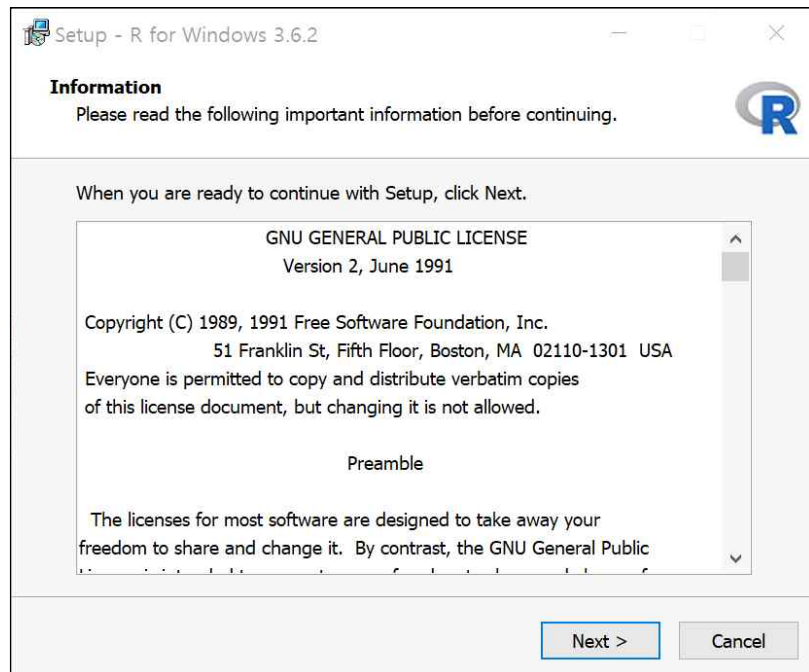 Setup - R for Windows 3.6.2
Information
Please read the following important information before continuing.
R
When you are ready to continue with Setup, click Next.
GNU GENERAL PUBLIC LICENSE
Version 2, June 1991
Copyright (C) 1989, 1991 Free Software Foundation, Inc.
51 Franklin St, Fifth Floor, Boston, MA 02110-1301 USA
Everyone is permitted to copy and distribute verbatim copies
of this license document, but changing it is not allowed.
Preamble
The licenses for most software are designed to take away your
freedom to share and change it. By contrast, the GNU General Public
Next >
Cancel